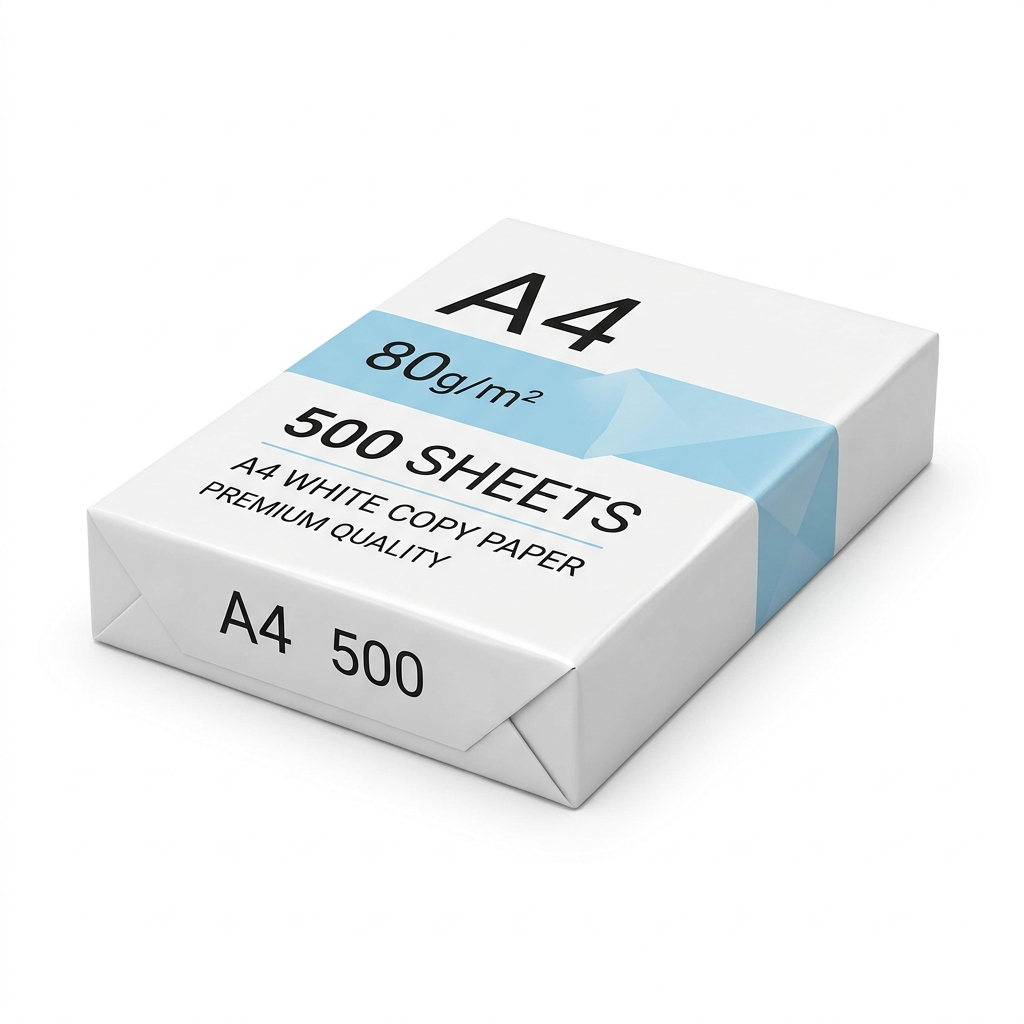 A4
80g/m²
500 SHEETS
A4 WHITE COPY PAPER
PREMIUM QUALITY
A4 500